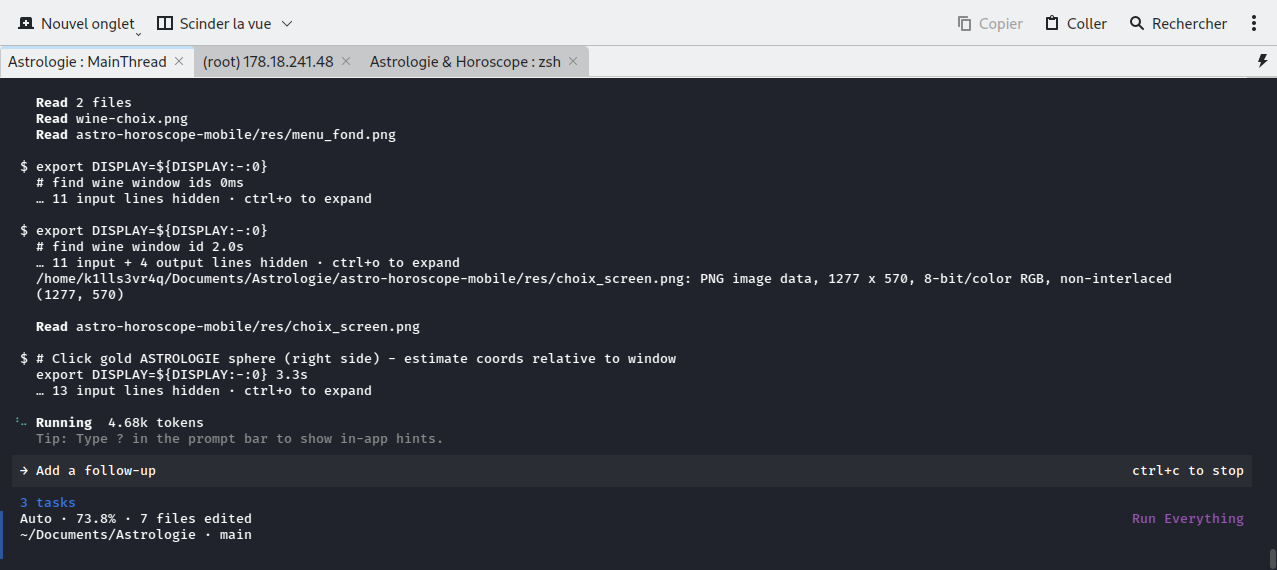 Nouvel onglet Scinder la vue Copier Coller Rechercher
Astrologie : MainThread (root) 178.18.241.48 Astrologie & Horoscope : zsh
Read 2 files
Read wine-choix.png
Read astro-horoscope-mobile/res/menu_fond.png
$ export DISPLAY=${DISPLAY:-:0}
# find wine window ids 0ms
… 11 input lines hidden · ctrl+o to expand
$ export DISPLAY=${DISPLAY:-:0}
# find wine window id 2.0s
… 11 input + 4 output lines hidden · ctrl+o to expand
/home/k1lls3vr4q/Documents/Astrologie/astro-horoscope-mobile/res/choix_screen.png: PNG image data, 1277 x 570, 8-bit/color RGB, non-interlaced
(1277, 570)
Read astro-horoscope-mobile/res/choix_screen.png
$ # Click gold ASTROLOGIE sphere (right side) - estimate coords relative to window
export DISPLAY=${DISPLAY:-:0} 3.3s
… 13 input lines hidden · ctrl+o to expand
Running 4.68k tokens
Tip: Type ? in the prompt bar to show in-app hints.
→ Add a follow-up ctrl+c to stop
3 tasks
Auto · 73.8% · 7 files edited Run Everything
~/Documents/Astrologie · main